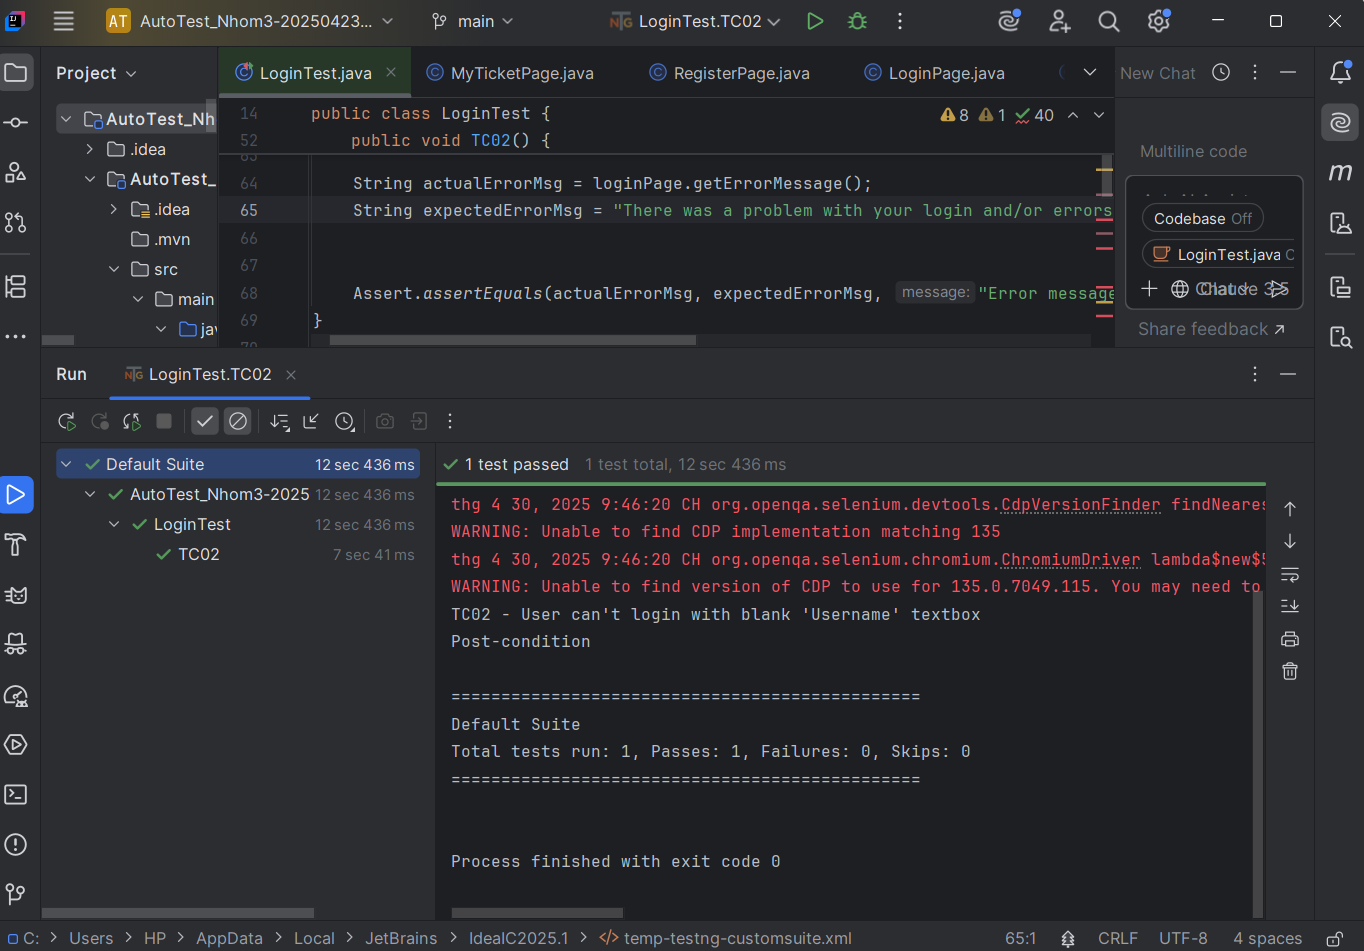 AT AutoTest_Nhom3-20250423... main LoginTest.TC02
Project
LoginTest.java
MyTicketPage.java
RegisterPage.java
LoginPage.java
New Chat
AutoTest_Nh
.idea
AutoTest_
.idea
.mvn
src
main
14 public class LoginTest {
8 1 40
52 public void TC02() {
64 String actualErrorMsg = loginPage.getErrorMessage();
65 String expectedErrorMsg = "There was a problem with your login and/or errors
66
67
68 Assert.assertEquals(actualErrorMsg, expectedErrorMsg, message: "Error message
69 }
Multiline code
Codebase Off
LoginTest.java
Share feedback
Run LoginTest.TC02
Default Suite 12 sec 436 ms
AutoTest_Nhom3-2025 12 sec 436 ms
LoginTest 12 sec 436 ms
TC02 7 sec 41 ms
1 test passed 1 test total, 12 sec 436 ms
thg 4 30, 2025 9:46:20 CH org.openqa.selenium.devtools.CdpVersionFinder findNeares
WARNING: Unable to find CDP implementation matching 135
thg 4 30, 2025 9:46:20 CH org.openqa.selenium.chromium.ChromiumDriver lambda$new$5
WARNING: Unable to find version of CDP to use for 135.0.7049.115. You may need to
TC02 - User can't login with blank 'Username' textbox
Post-condition
===============================================
Default Suite
Total tests run: 1, Passes: 1, Failures: 0, Skips: 0
===============================================
Process finished with exit code 0
C: > Users > HP > AppData > Local > JetBrains > IdeaIC2025.1 > temp-testng-customsuite.xml
65:1 CRLF UTF-8 4 spaces